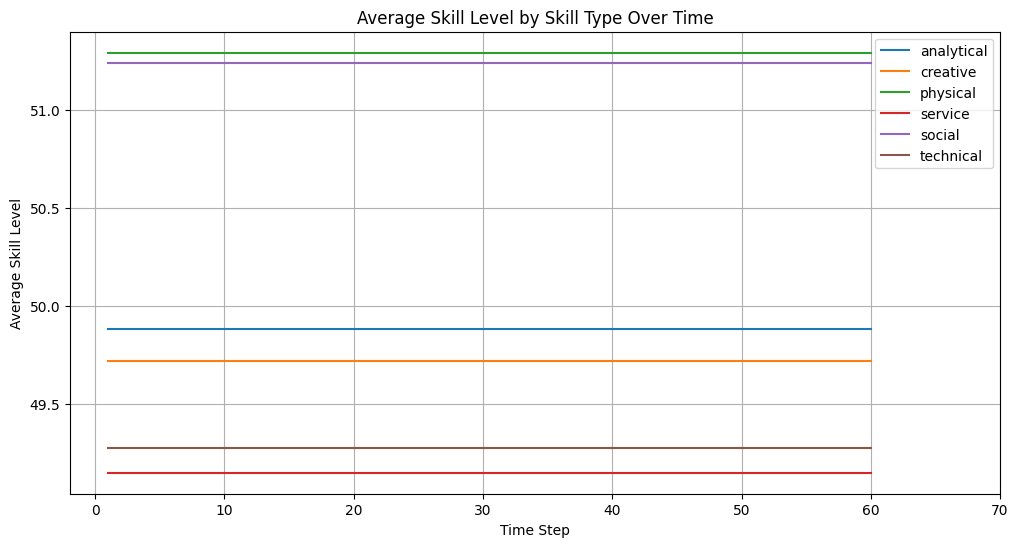 Average Skill Level by Skill Type Over Time
analytical
creative
physical
service
social
technical
51.0
50.5
50.0
49.5
Average Skill Level
0 10 20 30 40 50 60 70
Time Step